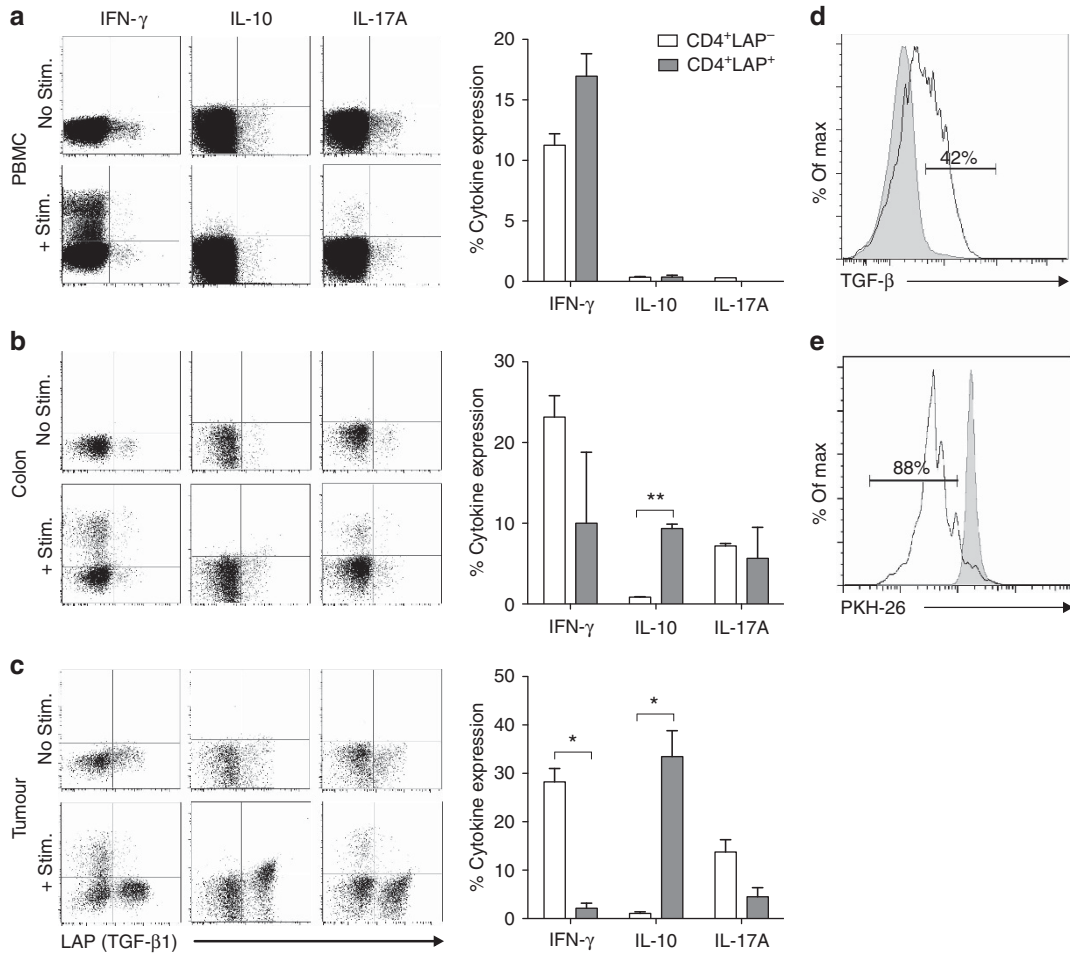 a
IFN-γ
IL-10
IL-17A
PBMC
No Stim.
+ Stim.
% Cytokine expression
20
15
10
5
0
IFN-γ
IL-10
IL-17A
CD4⁺LAP⁻
CD4⁺LAP⁺
b
Colon
No Stim.
+ Stim.
% Cytokine expression
30
20
10
0
**
IFN-γ
IL-10
IL-17A
c
Tumour
No Stim.
+ Stim.
LAP (TGF-β1)
% Cytokine expression
50
40
30
20
10
0
*
*
IFN-γ
IL-10
IL-17A
d
% Of max
42%
TGF-β
e
% Of max
88%
PKH-26